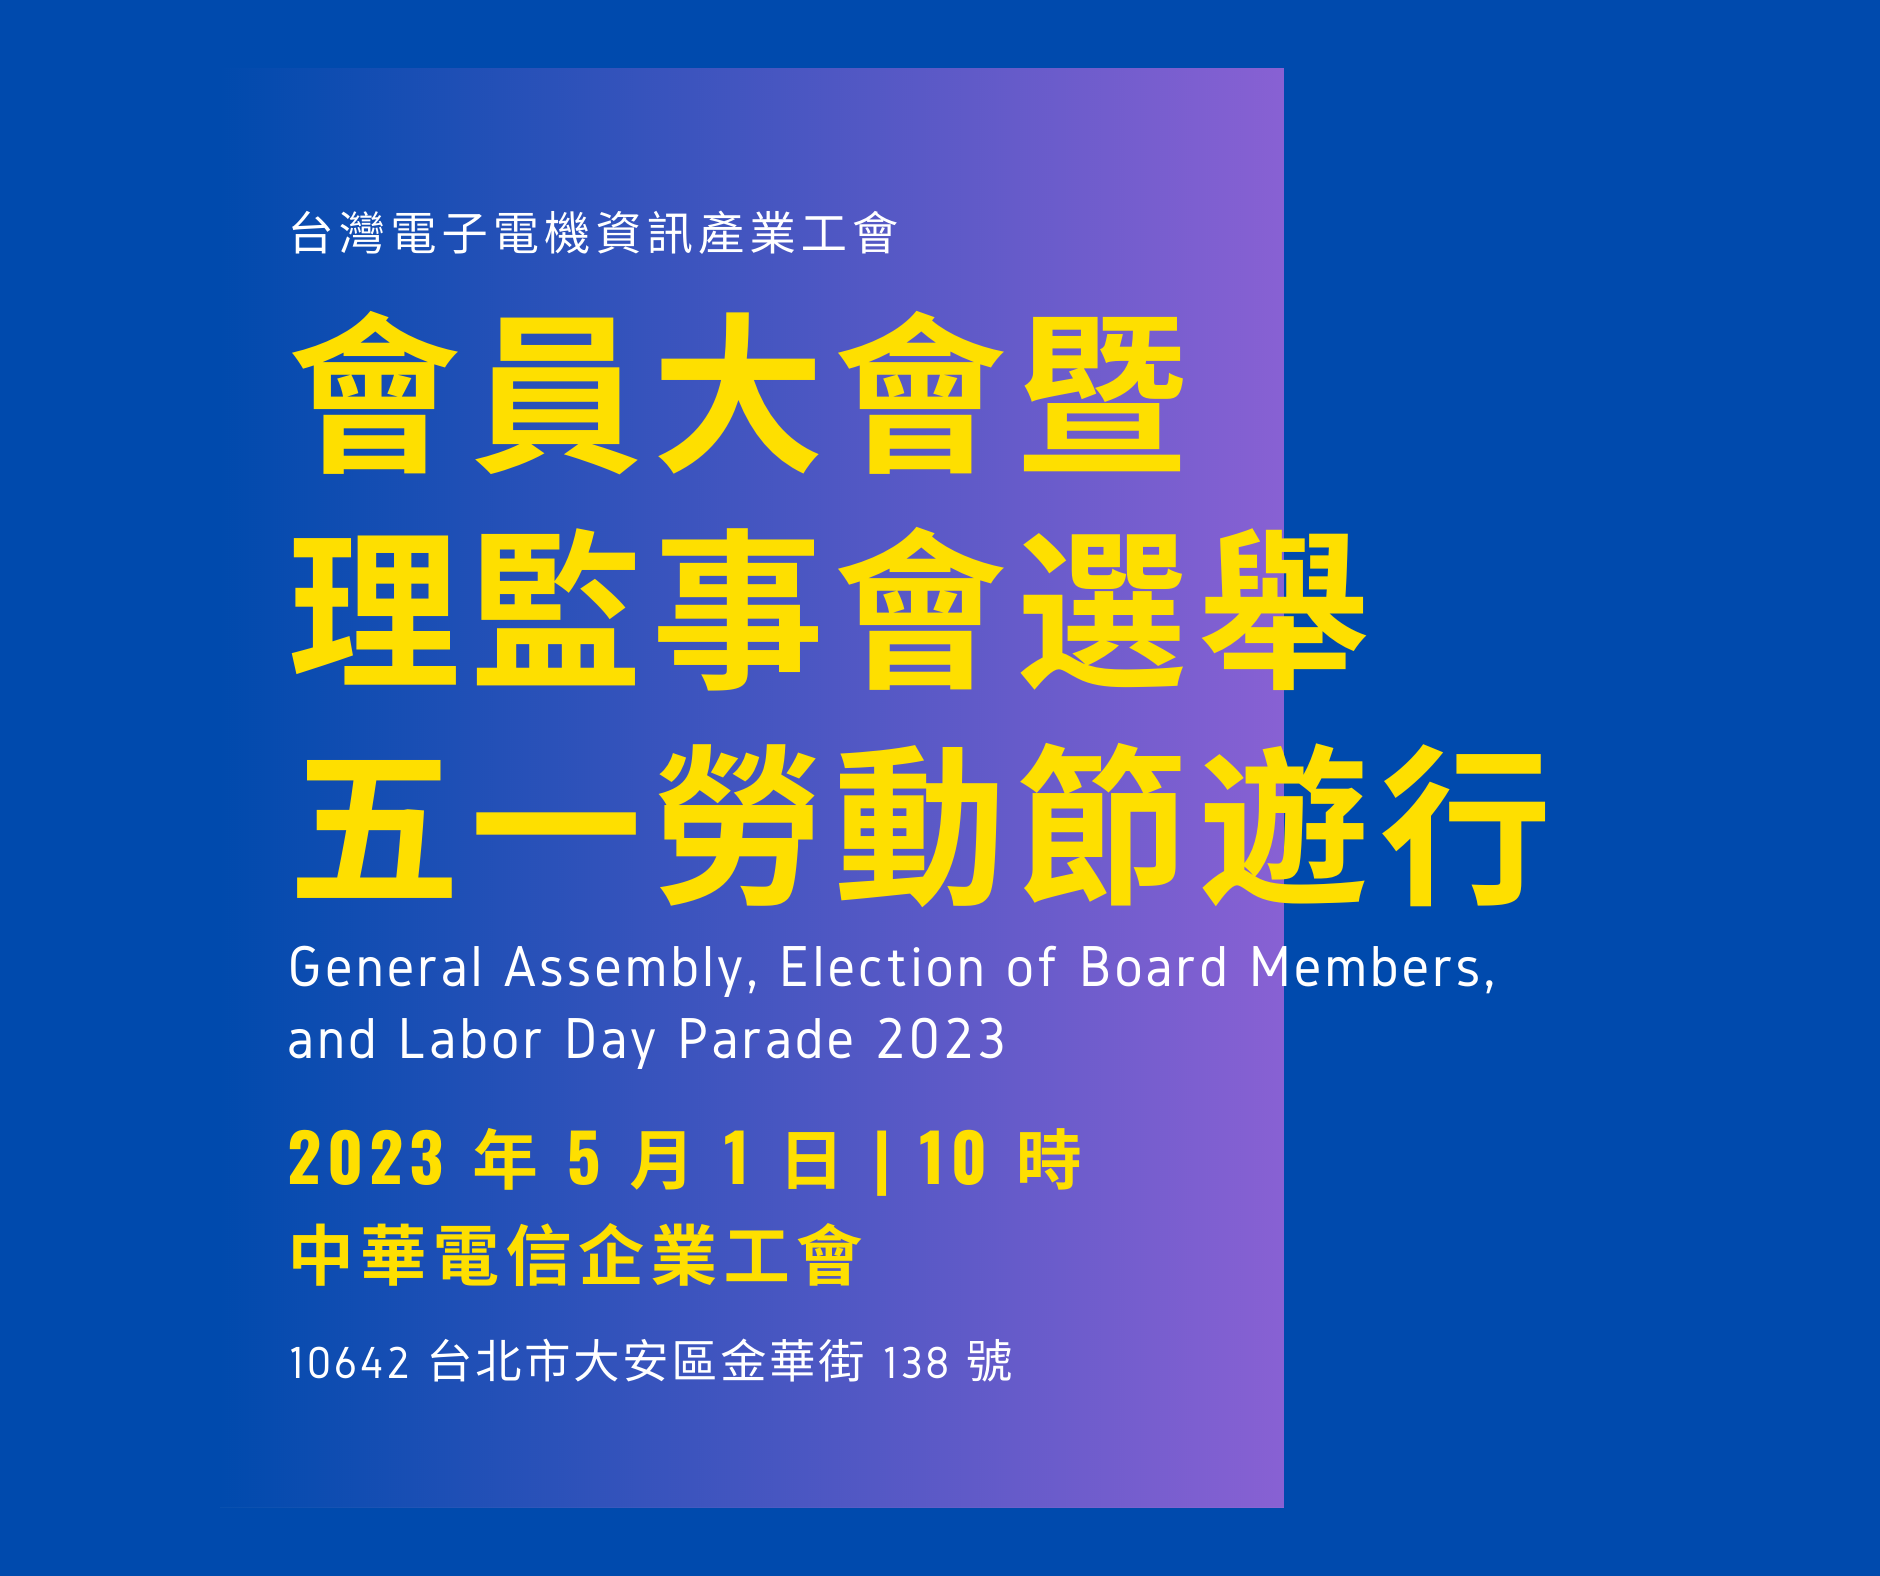 台灣電子電機資訊產業工會
會員大會暨
理監事會選舉
五一勞動節遊行
General Assembly, Election of Board Members,
and Labor Day Parade 2023
2023 年 5 月 1 日 | 10 時
中華電信企業工會
10642 台北市大安區金華街 138 號